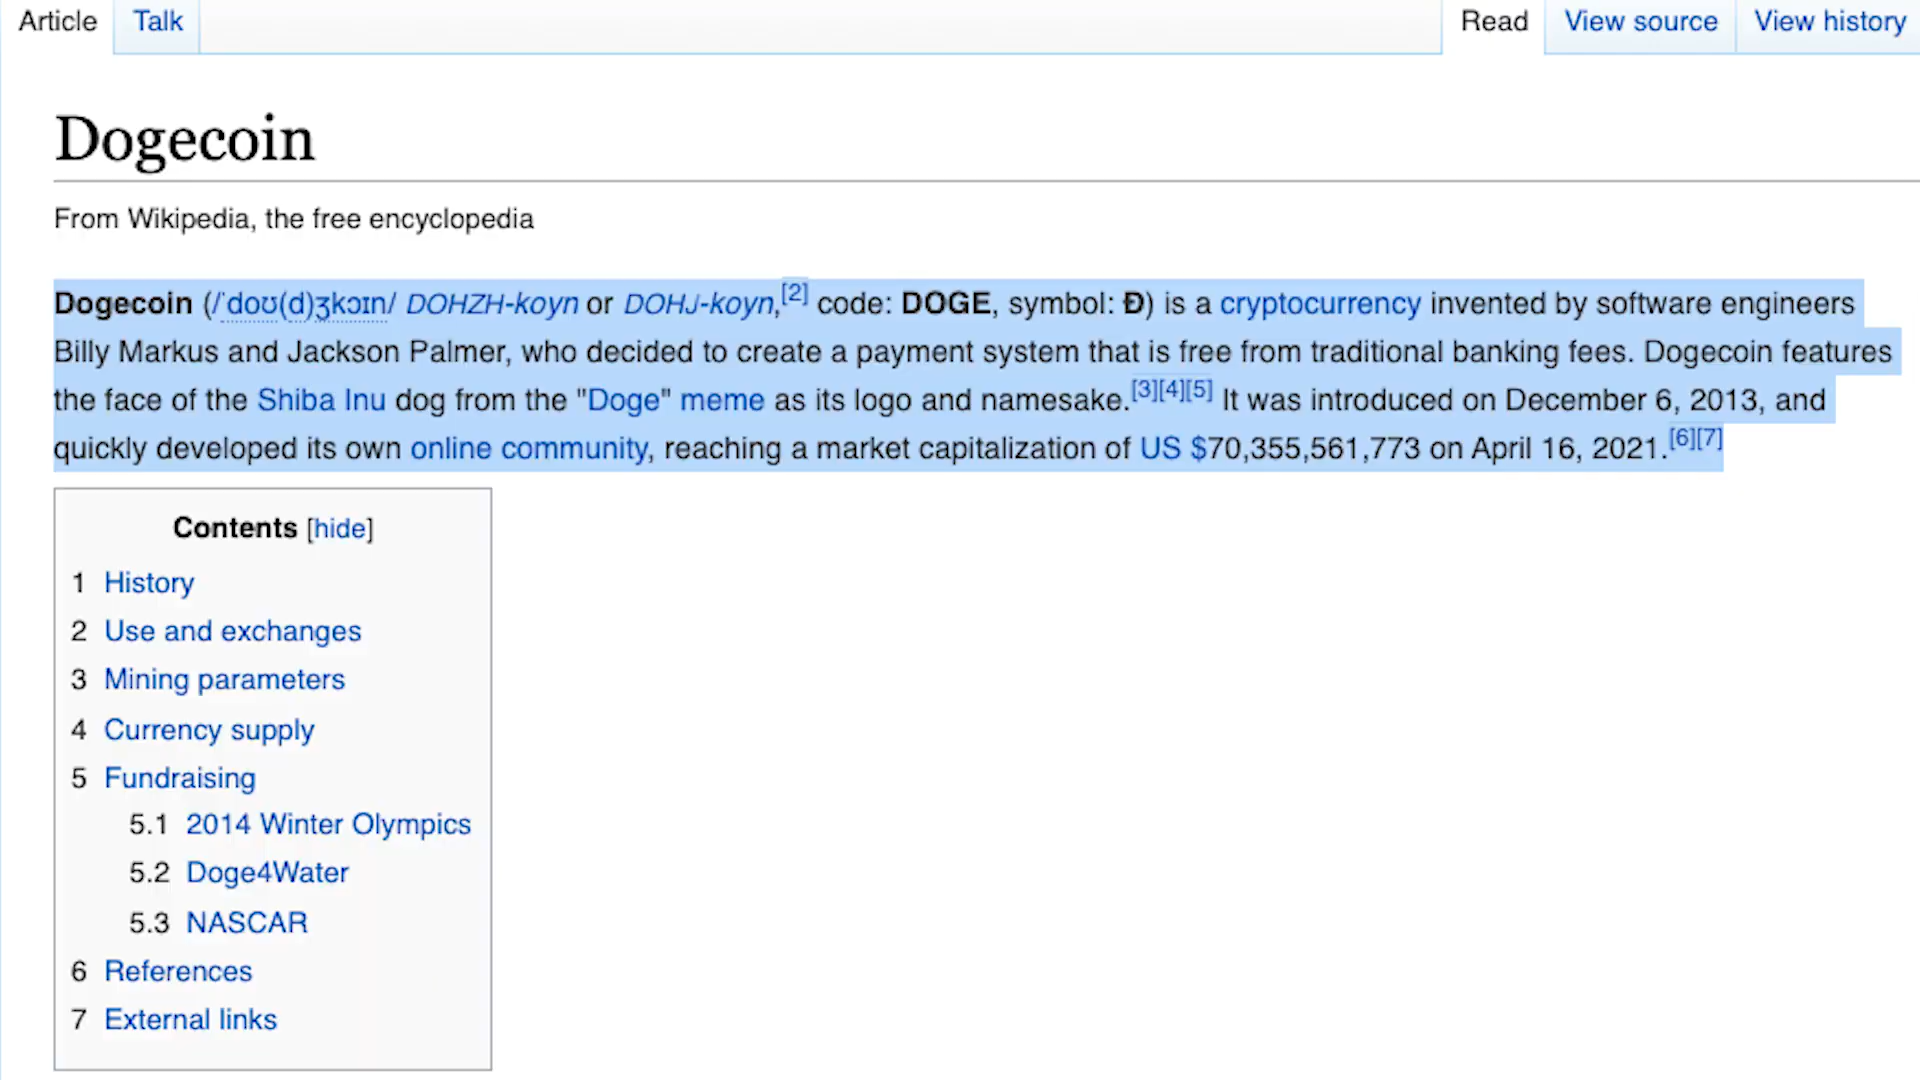 Article Talk Read View source View history
Dogecoin
From Wikipedia, the free encyclopedia
Dogecoin (/ˈdoʊ(d)ʒkɔɪn/ DOHZH-koyn or DOHJ-koyn,[2] code: DOGE, symbol: Ð) is a cryptocurrency invented by software engineers
Billy Markus and Jackson Palmer, who decided to create a payment system that is free from traditional banking fees. Dogecoin features
the face of the Shiba Inu dog from the "Doge" meme as its logo and namesake.[3][4][5] It was introduced on December 6, 2013, and
quickly developed its own online community, reaching a market capitalization of US $70,355,561,773 on April 16, 2021.[6][7]
Contents [hide]
1 History
2 Use and exchanges
3 Mining parameters
4 Currency supply
5 Fundraising
5.1 2014 Winter Olympics
5.2 Doge4Water
5.3 NASCAR
6 References
7 External links